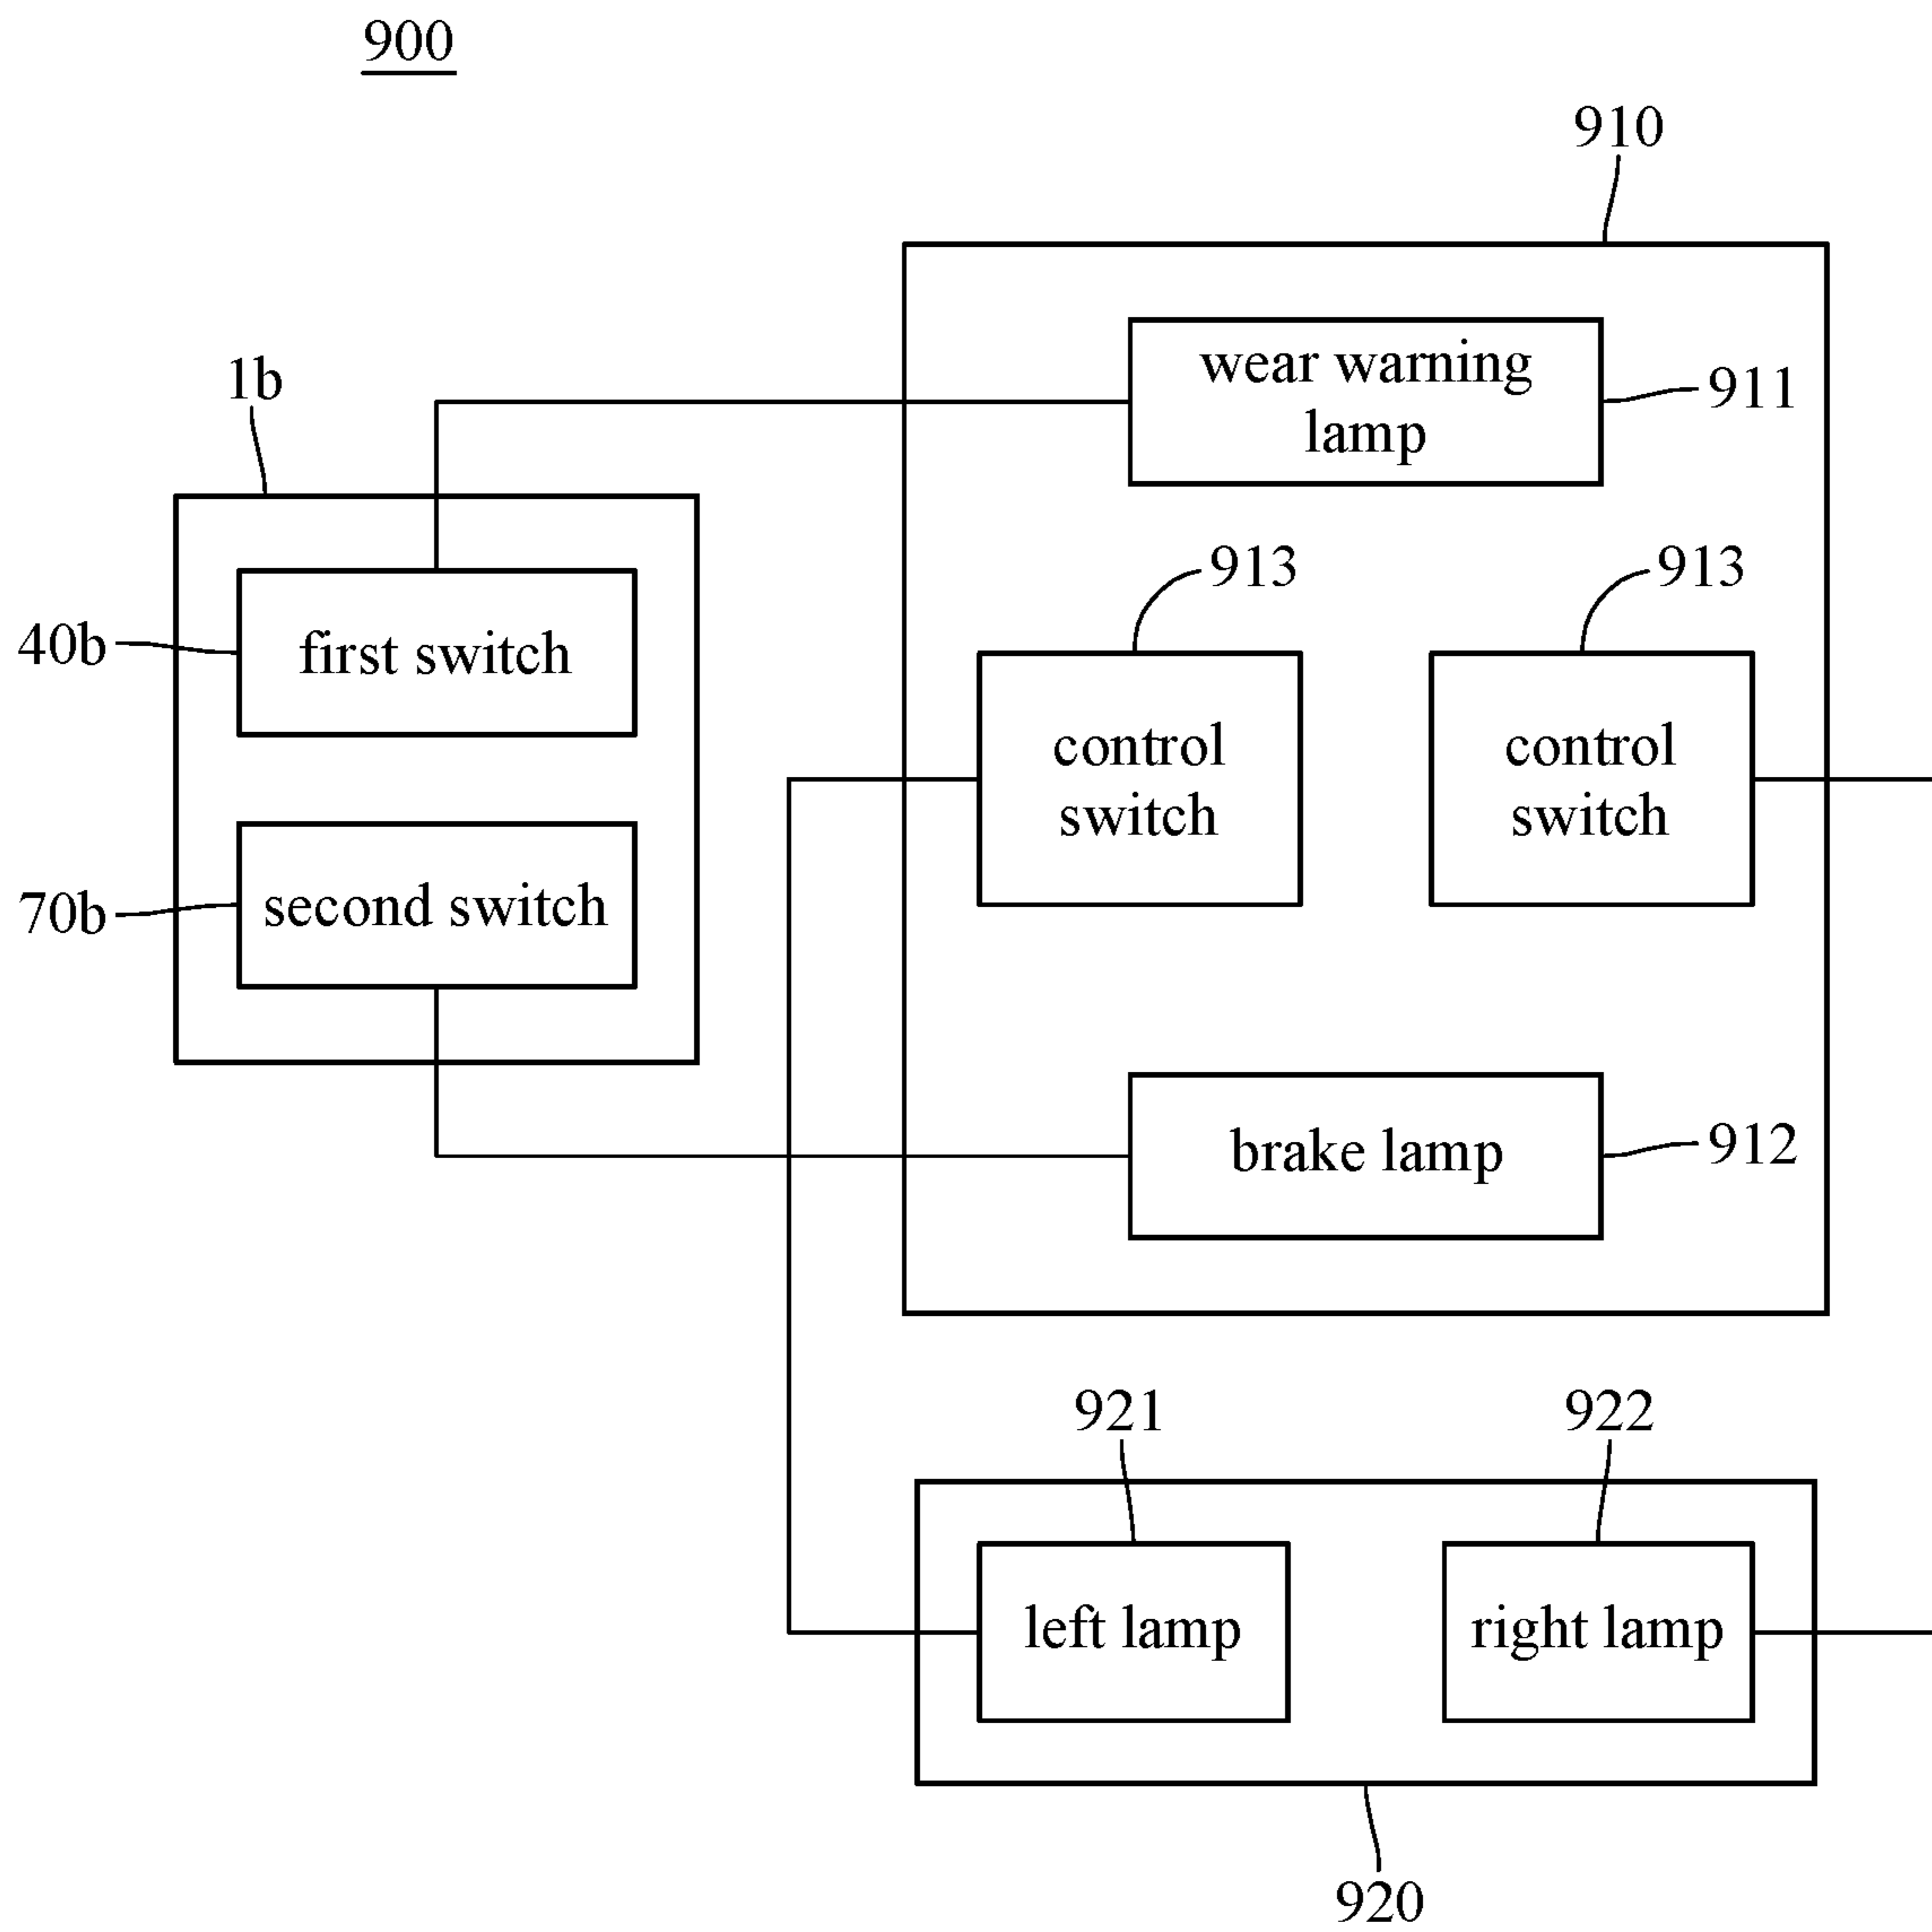 900
910
wear warning
lamp
911
1b
913
913
40b
first switch
control
switch
control
switch
70b
second switch
brake lamp
912
921
922
left lamp
right lamp
920